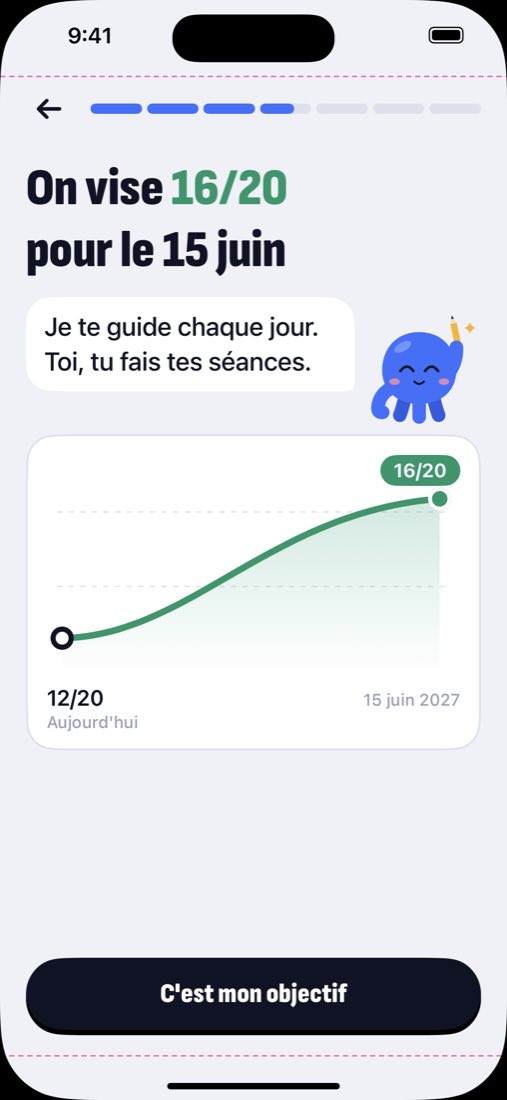 9:41
On vise 16/20
pour le 15 juin
Je te guide chaque jour.
Toi, tu fais tes séances.
16/20
12/20
Aujourd'hui
15 juin 2027
C'est mon objectif